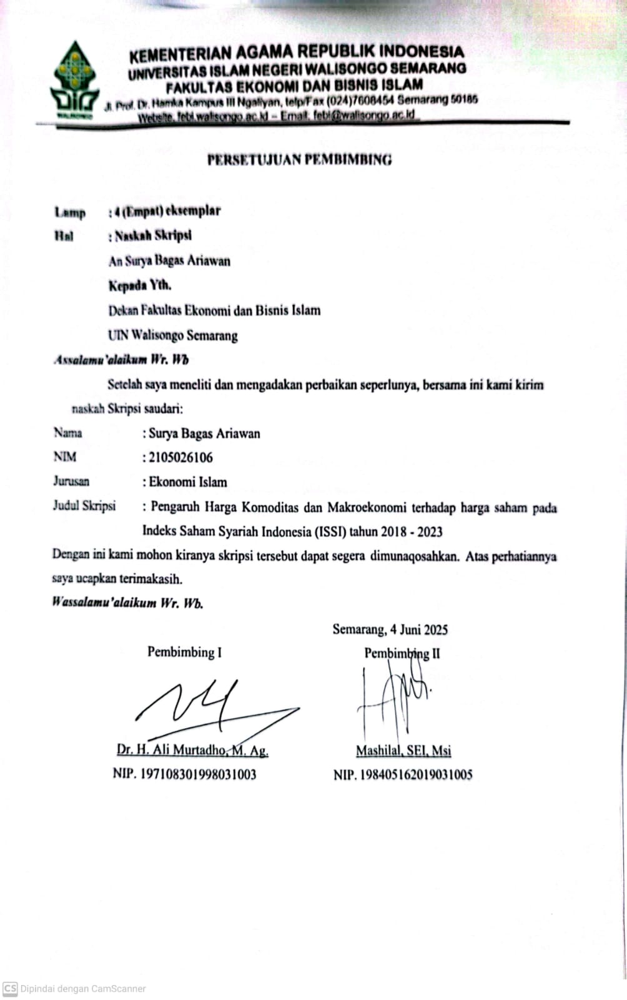 KEMENTERIAN AGAMA REPUBLIK INDONESIA
UNIVERSITAS ISLAM NEGERI WALISONGO SEMARANG
FAKULTAS EKONOMI DAN BISNIS ISLAM
Jl. Prof. Dr. Hamka Kampus III Ngaliyan, telp/Fax (024)7608454 Semarang 50185
Website. febi.walisongo.ac.id – Email. febi@walisongo.ac.id
WALISONGO
PERSETUJUAN PEMBIMBING
Lamp : 4 (Empat) eksemplar
Hal : Naskah Skripsi
An Surya Bagas Ariawan
Kepada Yth.
Dekan Fakultas Ekonomi dan Bisnis Islam
UIN Walisongo Semarang
Assalamu'alaikum Wr. Wb
Setelah saya meneliti dan mengadakan perbaikan seperlunya, bersama ini kami kirim
naskah Skripsi saudari:
Nama : Surya Bagas Ariawan
NIM : 2105026106
Jurusan : Ekonomi Islam
Judul Skripsi : Pengaruh Harga Komoditas dan Makroekonomi terhadap harga saham pada
Indeks Saham Syariah Indonesia (ISSI) tahun 2018 - 2023
Dengan ini kami mohon kiranya skripsi tersebut dapat segera dimunaqosahkan. Atas perhatiannya
saya ucapkan terimakasih.
Wassalamu'alaikum Wr. Wb.
Semarang, 4 Juni 2025
Pembimbing I Pembimbing II
Dr. H. Ali Murtadho, M. Ag. Mashilal, SEI, Msi
NIP. 197108301998031003 NIP. 198405162019031005
CS Dipindai dengan CamScanner